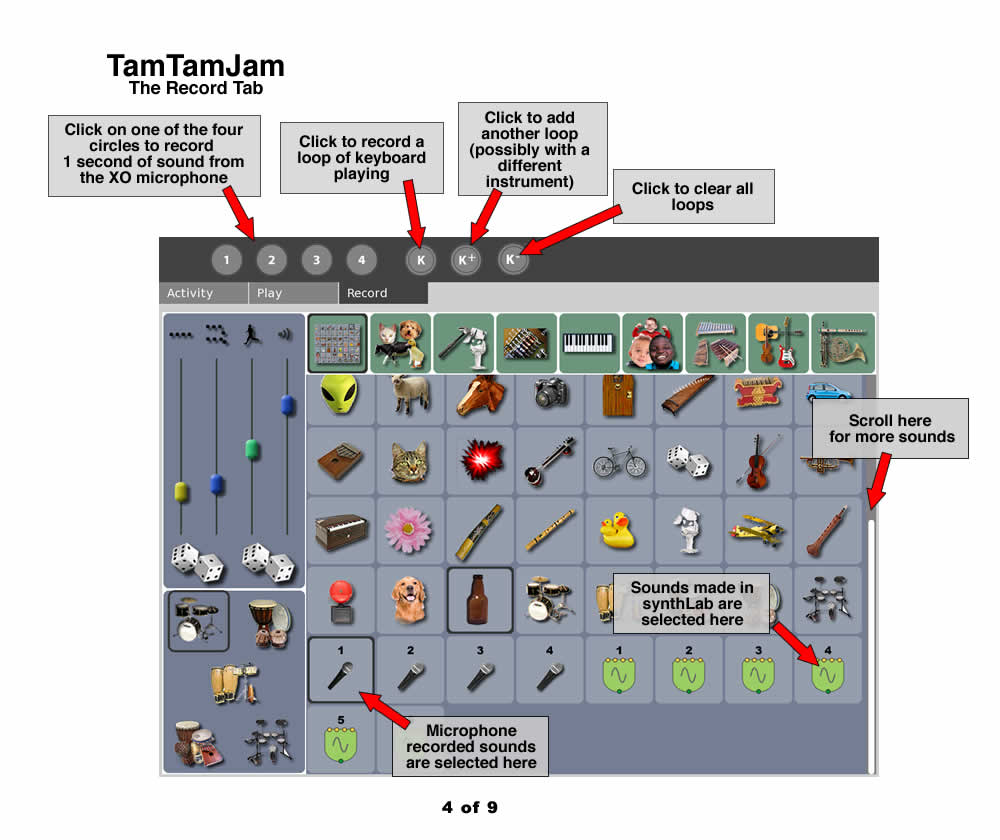 TamTamJam
The Record Tab
Click on one of the four
circles to record
1 second of sound from
the XO microphone
Click to record a
loop of keyboard
playing
Click to add
another loop
(possibly with a
different
instrument)
Click to clear all
loops
1 2 3 4 K K+ K-
Activity Play Record
Scroll here
for more sounds
Sounds made in
synthLab are
selected here
1 2 3 4 1 2 3 4
5
Microphone
recorded sounds
are selected here
4 of 9